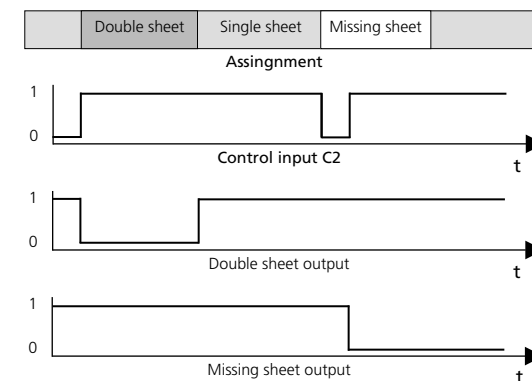 Double sheet Single sheet Missing sheet
Assingnment
1
0
Control input C2
t
1
0
Double sheet output
t
1
0
Missing sheet output
t